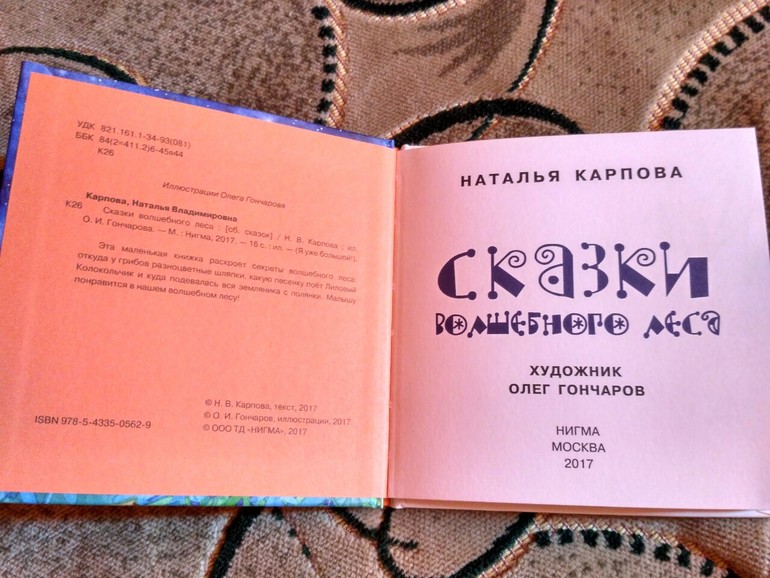 УДК 821.161.1-34-93(081)
ББК 84(2=411.2)6-45я44
К26
Иллюстрации Олега Гончарова
Карпова, Наталья Владимировна
К26 Сказки волшебного леса : [сб. сказок] / Н. В. Карпова ; ил.
О. И. Гончарова. — М. : Нигма, 2017. — 16 с. : ил. — (Я уже большой!).
Эта маленькая книжка раскроет секреты волшебного леса:
откуда у грибов разноцветные шляпки, какую песенку поёт Лиловый
Колокольчик и куда подевалась вся земляника с полянки. Малышу
понравится в нашем волшебном лесу!
© Н. В. Карпова, текст, 2017
© О. И. Гончаров, иллюстрации, 2017
ISBN 978-5-4335-0562-9 © ООО ТД «НИГМА», 2017
НАТАЛЬЯ КАРПОВА
СКАЗКИ
ВОЛШЕБНОГО ЛЕСА
ХУДОЖНИК
ОЛЕГ ГОНЧАРОВ
НИГМА
МОСКВА
2017